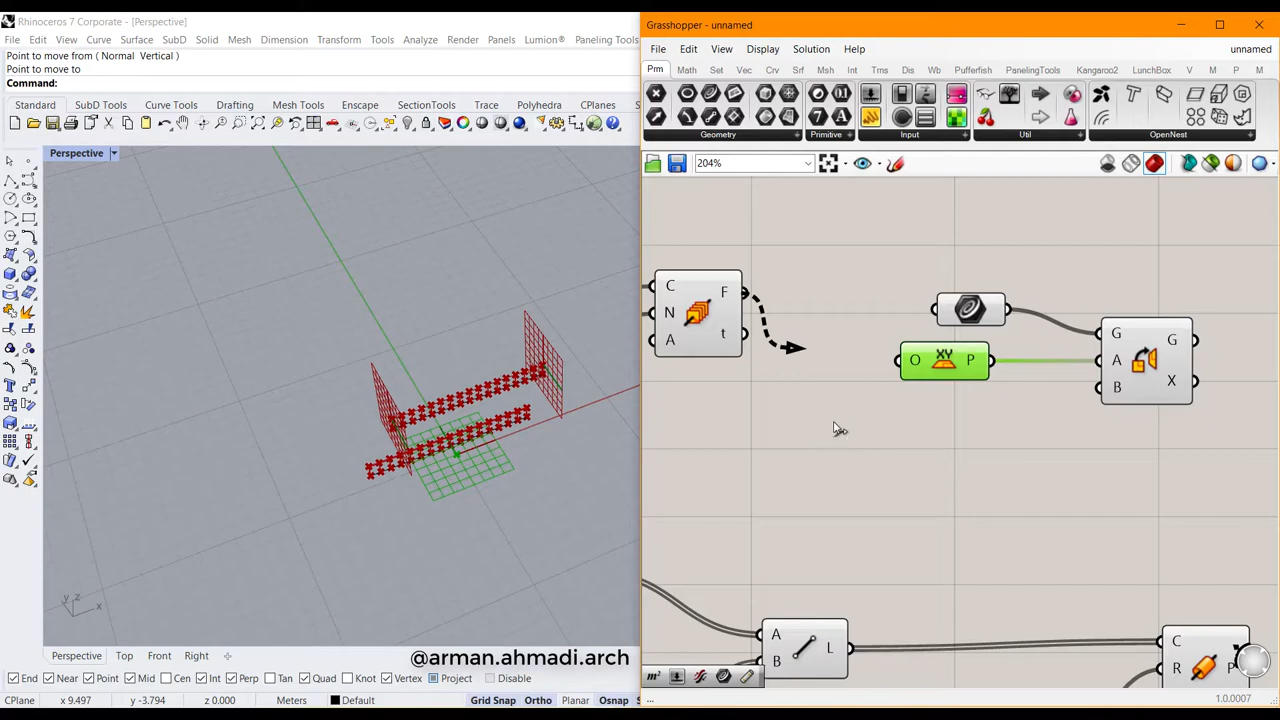 Rhinoceros 7 Corporate - [Perspective]
File Edit View Curve Surface SubD Solid Mesh Dimension Transform Tools Analyze Render Panels Lumion® Paneling Tools
Point to move from ( Normal Vertical )
Point to move to
Command:
Standard SubD Tools Curve Tools Drafting Mesh Tools Enscape SectionTools Trace Polyhedra CPlanes
Perspective
y z
x
Perspective Top Front Right
@arman.ahmadi.arch
End Near Point Mid Cen Int Perp Tan Quad Knot Vertex Project Disable
CPlane x 9.497 y -3.794 z 0.000 Meters Default Grid Snap Ortho Planar Osnap
Grasshopper - unnamed
File Edit View Display Solution Help unnamed
Prm Math Set Vec Crv Srf Msh Int Trns Dis Wb Pufferfish PanelingTools Kangaroo2 LunchBox V M P M
Geometry Primitive Input Util OpenNest
204%
C F
N
A t
O XY P
G G
A
B X
A L
B
C
R P
m²
... 1.0.0007